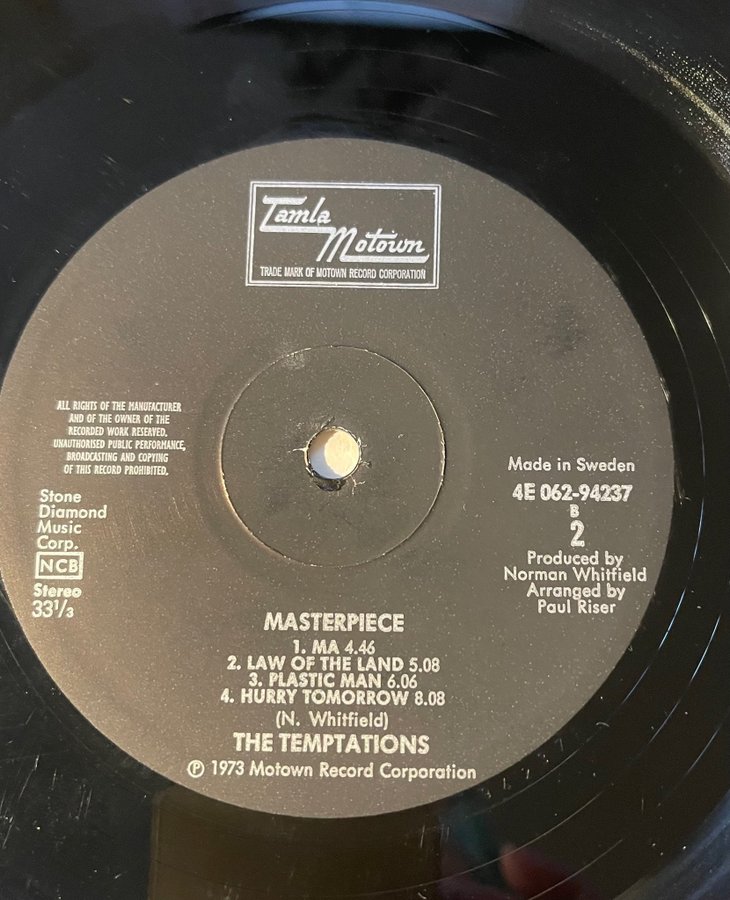 Tamla
Motown
TRADE MARK OF MOTOWN RECORD CORPORATION
ALL RIGHTS OF THE MANUFACTURER
AND OF THE OWNER OF THE
RECORDED WORK RESERVED.
UNAUTHORISED PUBLIC PERFORMANCE,
BROADCASTING AND COPYING
OF THIS RECORD PROHIBITED.
Stone
Diamond
Music
Corp.
NCB
Stereo
33⅓
Made in Sweden
4E 062-94237
B
2
Produced by
Norman Whitfield
Arranged by
Paul Riser
MASTERPIECE
1. MA 4.46
2. LAW OF THE LAND 5.08
3. PLASTIC MAN 6.06
4. HURRY TOMORROW 8.08
(N. Whitfield)
THE TEMPTATIONS
℗ 1973 Motown Record Corporation